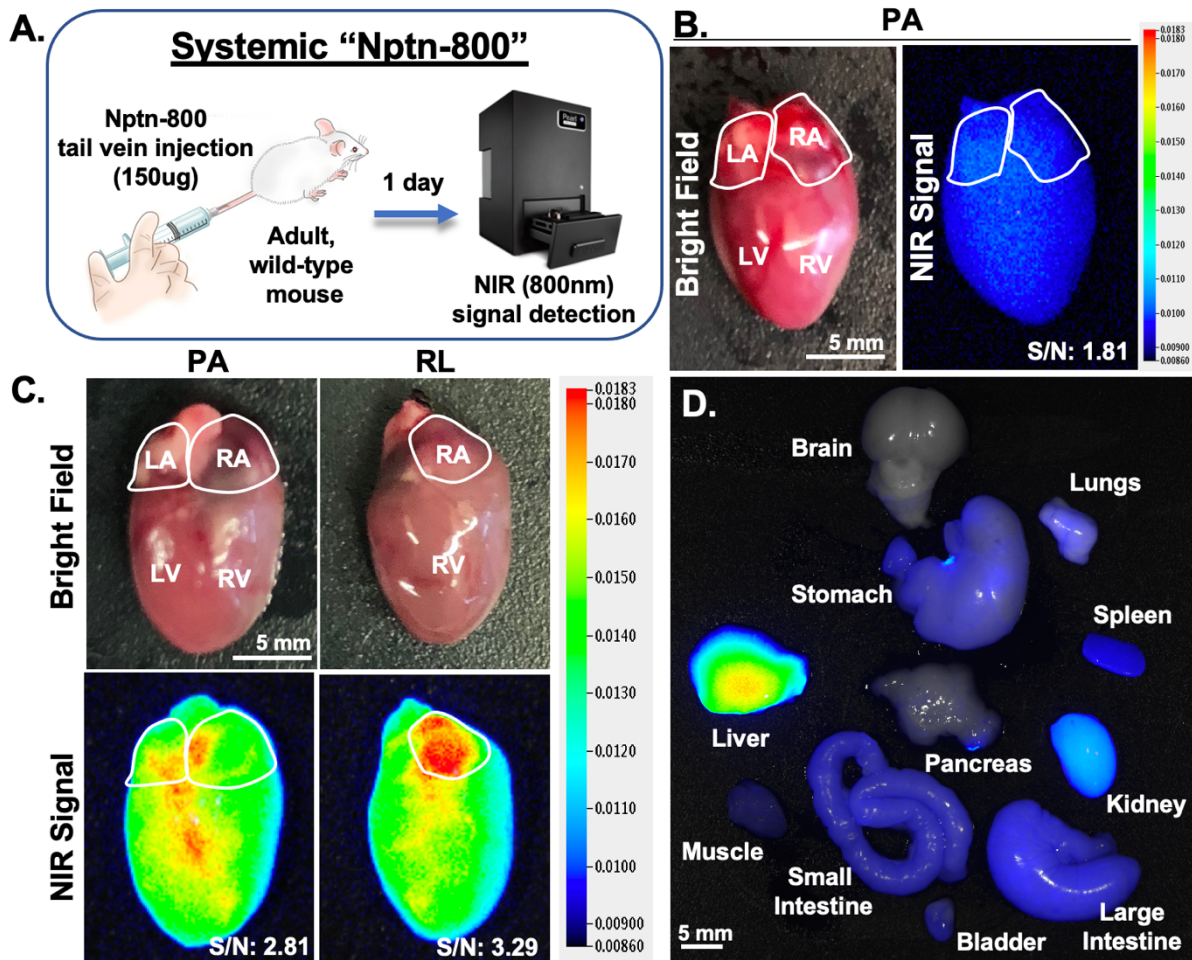 A.
Systemic “Nptn-800”
Nptn-800
tail vein injection
(150ug)
1 day
Adult,
wild-type
mouse
Pearl
NIR (800nm)
signal detection
B.
PA
Bright Field
LA
RA
LV
RV
5 mm
NIR Signal
S/N: 1.81
0.0183
0.0180
0.0170
0.0160
0.0150
0.0140
0.0130
0.0120
0.0110
0.0100
0.00900
0.00860
C.
PA
RL
Bright Field
LA
RA
LV
RV
5 mm
RA
RV
NIR Signal
S/N: 2.81
S/N: 3.29
0.0183
0.0180
0.0170
0.0160
0.0150
0.0140
0.0130
0.0120
0.0110
0.0100
0.00900
0.00860
D.
Brain
Lungs
Stomach
Spleen
Liver
Pancreas
Kidney
Muscle
Small
Intestine
Bladder
Large
Intestine
5 mm